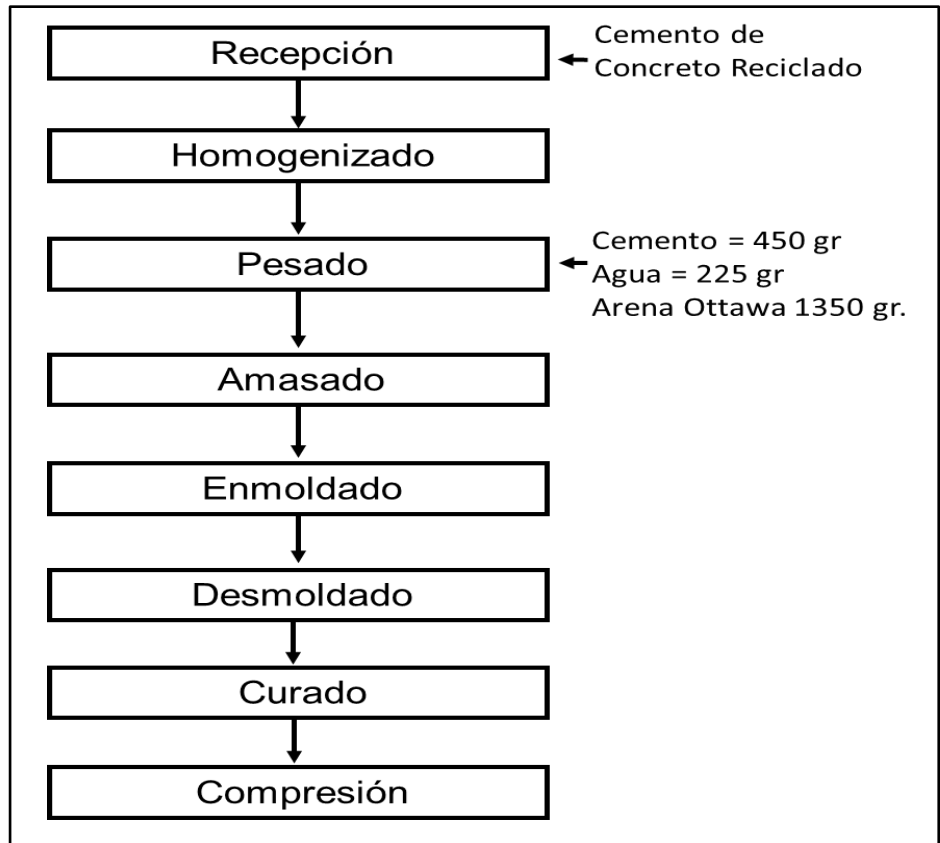 Recepción
Cemento de
Concreto Reciclado
Homogenizado
Pesado
Cemento = 450 gr
Agua = 225 gr
Arena Ottawa 1350 gr.
Amasado
Enmoldado
Desmoldado
Curado
Compresión